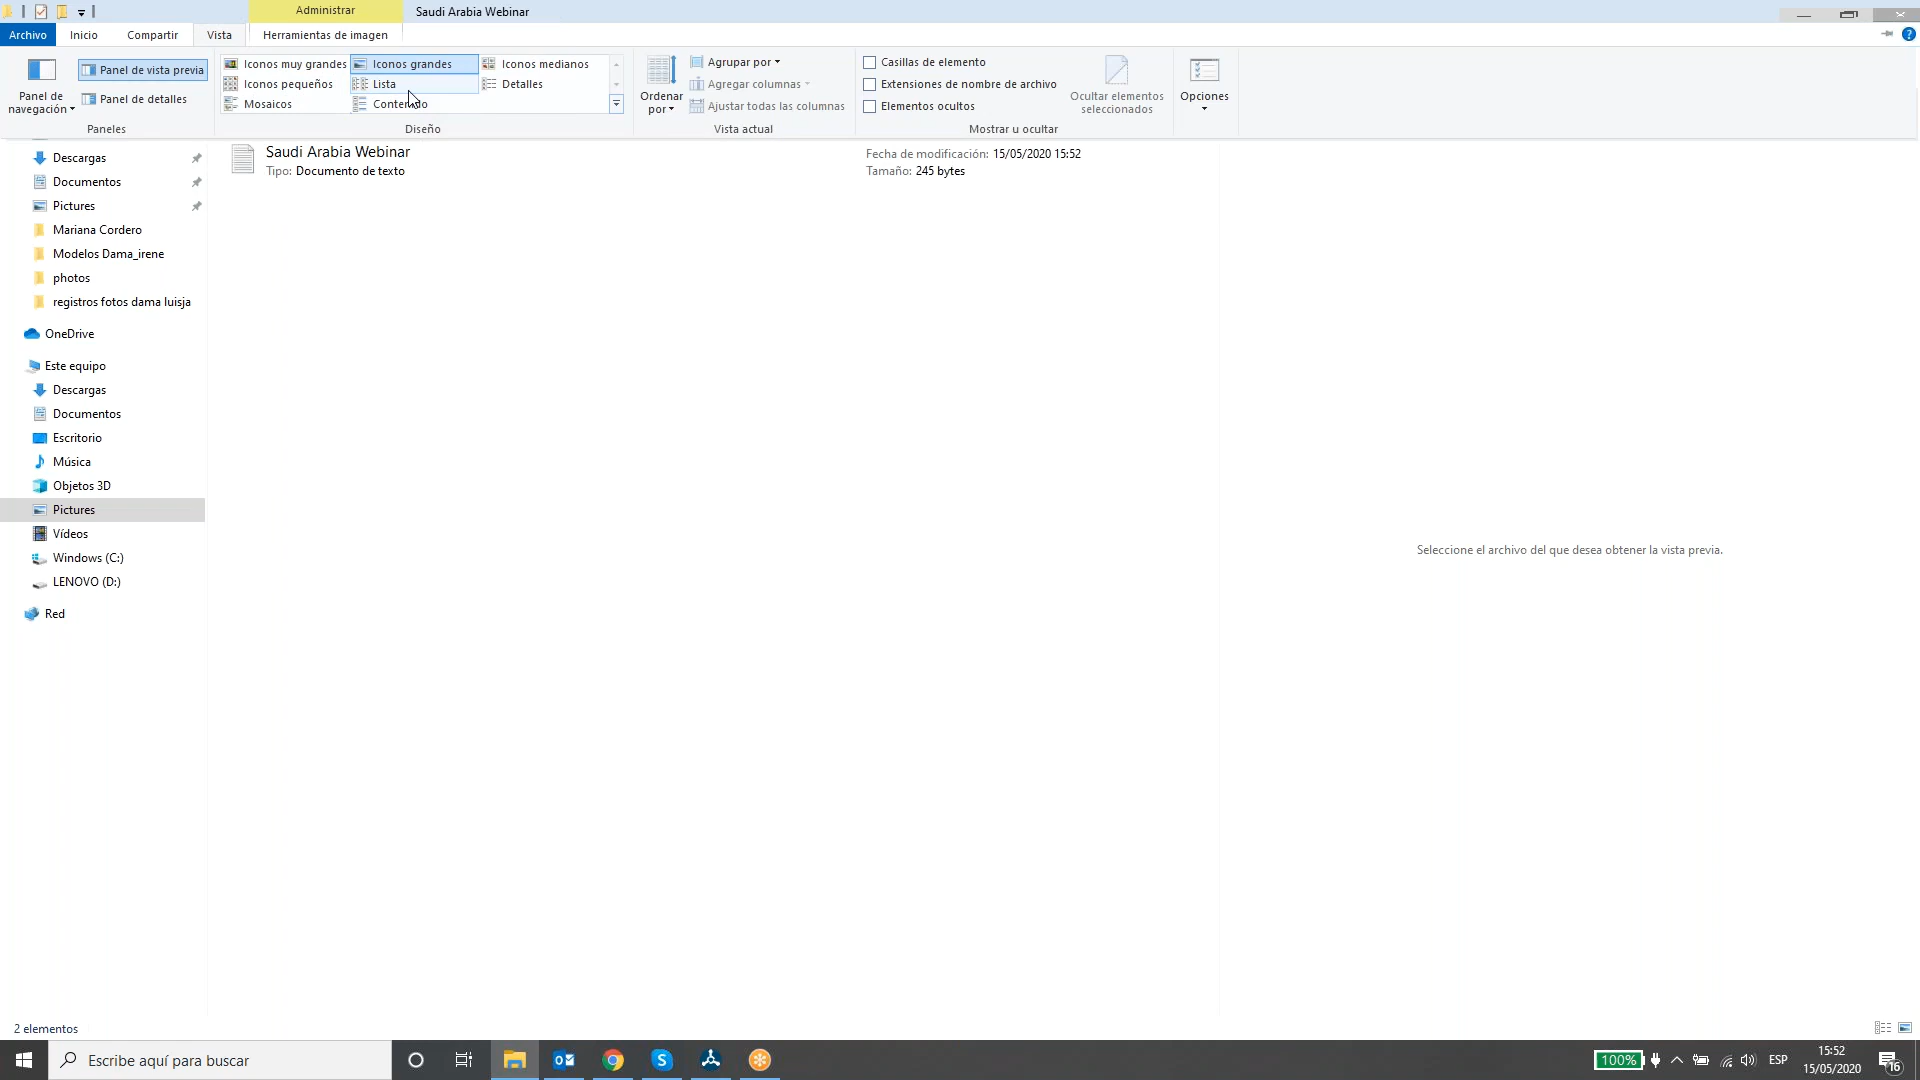 Administrar
Saudi Arabia Webinar
Archivo
Inicio
Compartir
Vista
Herramientas de imagen
Panel de navegación
Panel de vista previa
Panel de detalles
Paneles
Iconos muy grandes
Iconos grandes
Iconos medianos
Iconos pequeños
Lista
Detalles
Mosaicos
Contenido
Diseño
Ordenar por
Agrupar por
Agregar columnas
Ajustar todas las columnas
Vista actual
Casillas de elemento
Extensiones de nombre de archivo
Elementos ocultos
Ocultar elementos seleccionados
Mostrar u ocultar
Opciones
Descargas
Documentos
Pictures
Mariana Cordero
Modelos Dama_irene
photos
registros fotos dama luisja
OneDrive
Este equipo
Descargas
Documentos
Escritorio
Música
Objetos 3D
Pictures
Vídeos
Windows (C:)
LENOVO (D:)
Red
Saudi Arabia Webinar
Tipo: Documento de texto
Fecha de modificación: 15/05/2020 15:52
Tamaño: 245 bytes
Seleccione el archivo del que desea obtener la vista previa.
2 elementos
Escribe aquí para buscar
100%
ESP
15:52
15/05/2020
16